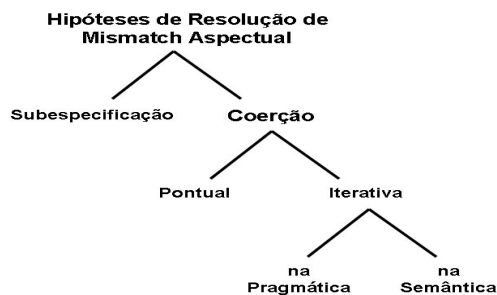 Hipóteses de Resolução de
Mismatch Aspectual
Subespecificação Coerção
Pontual Iterativa
na na
Pragmática Semântica